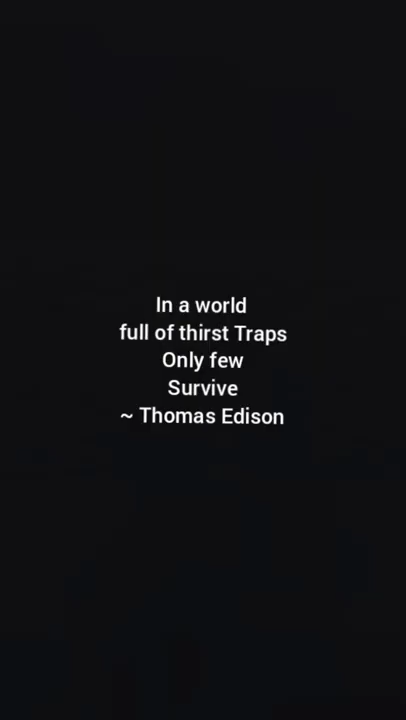 In a world
full of thirst Traps
Only few
Survive
~ Thomas Edison